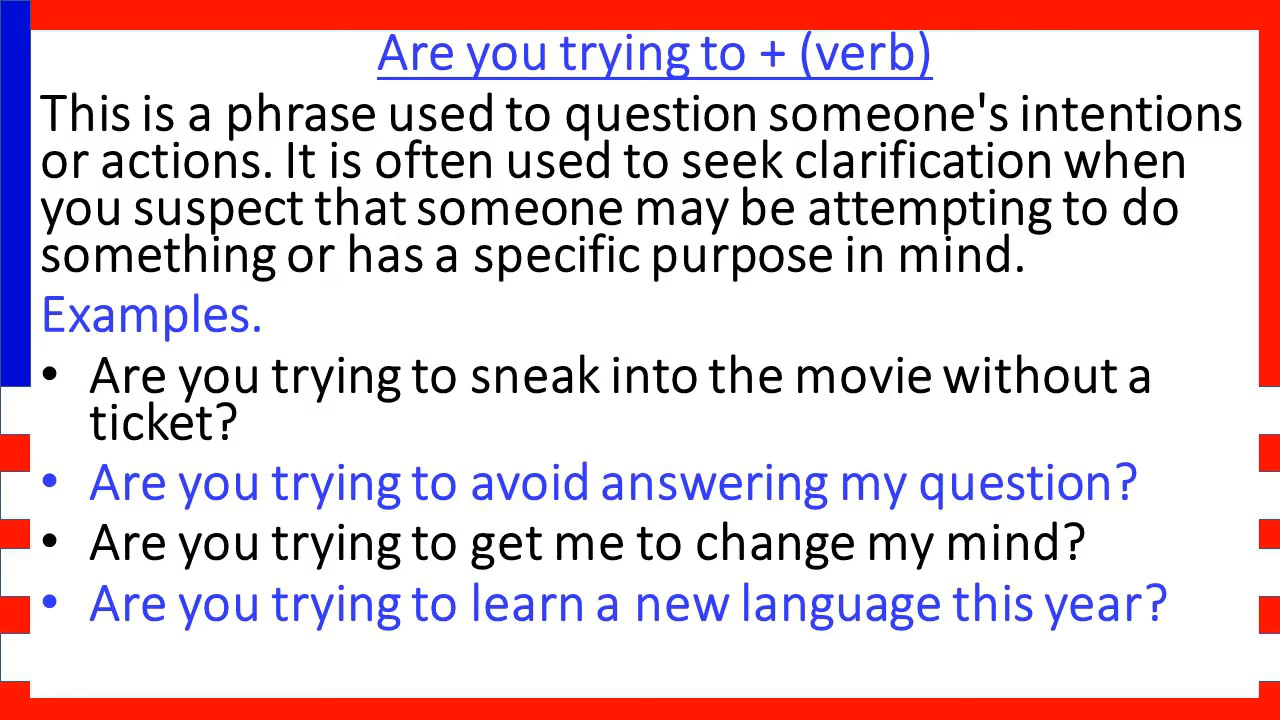 Are you trying to + (verb)
This is a phrase used to question someone's intentions
or actions. It is often used to seek clarification when
you suspect that someone may be attempting to do
something or has a specific purpose in mind.
Examples.
• Are you trying to sneak into the movie without a
ticket?
• Are you trying to avoid answering my question?
• Are you trying to get me to change my mind?
• Are you trying to learn a new language this year?